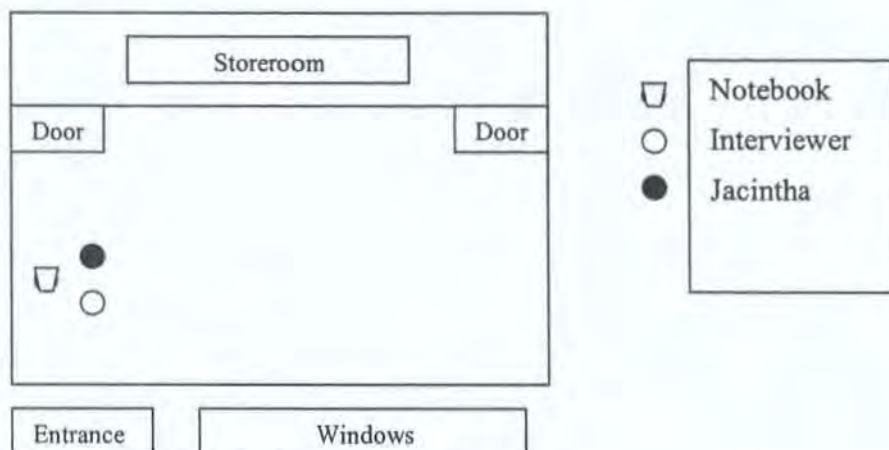 Storeroom
Door
Door
Notebook
Interviewer
Jacintha
Entrance
Windows